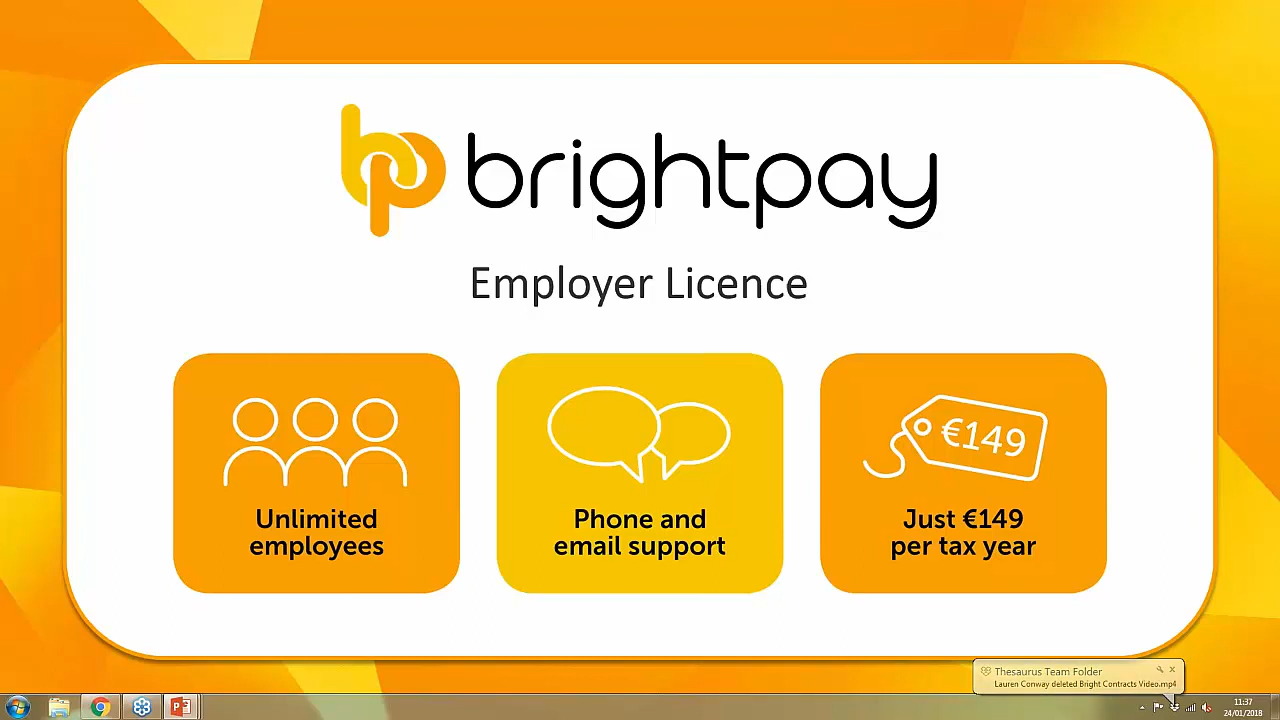 brightpay
Employer Licence
€149
Unlimited
employees
Phone and
email support
Just €149
per tax year
Thesaurus Team Folder
Lauren Conway deleted Bright Contracts Video.mp4
11:37
24/01/2018